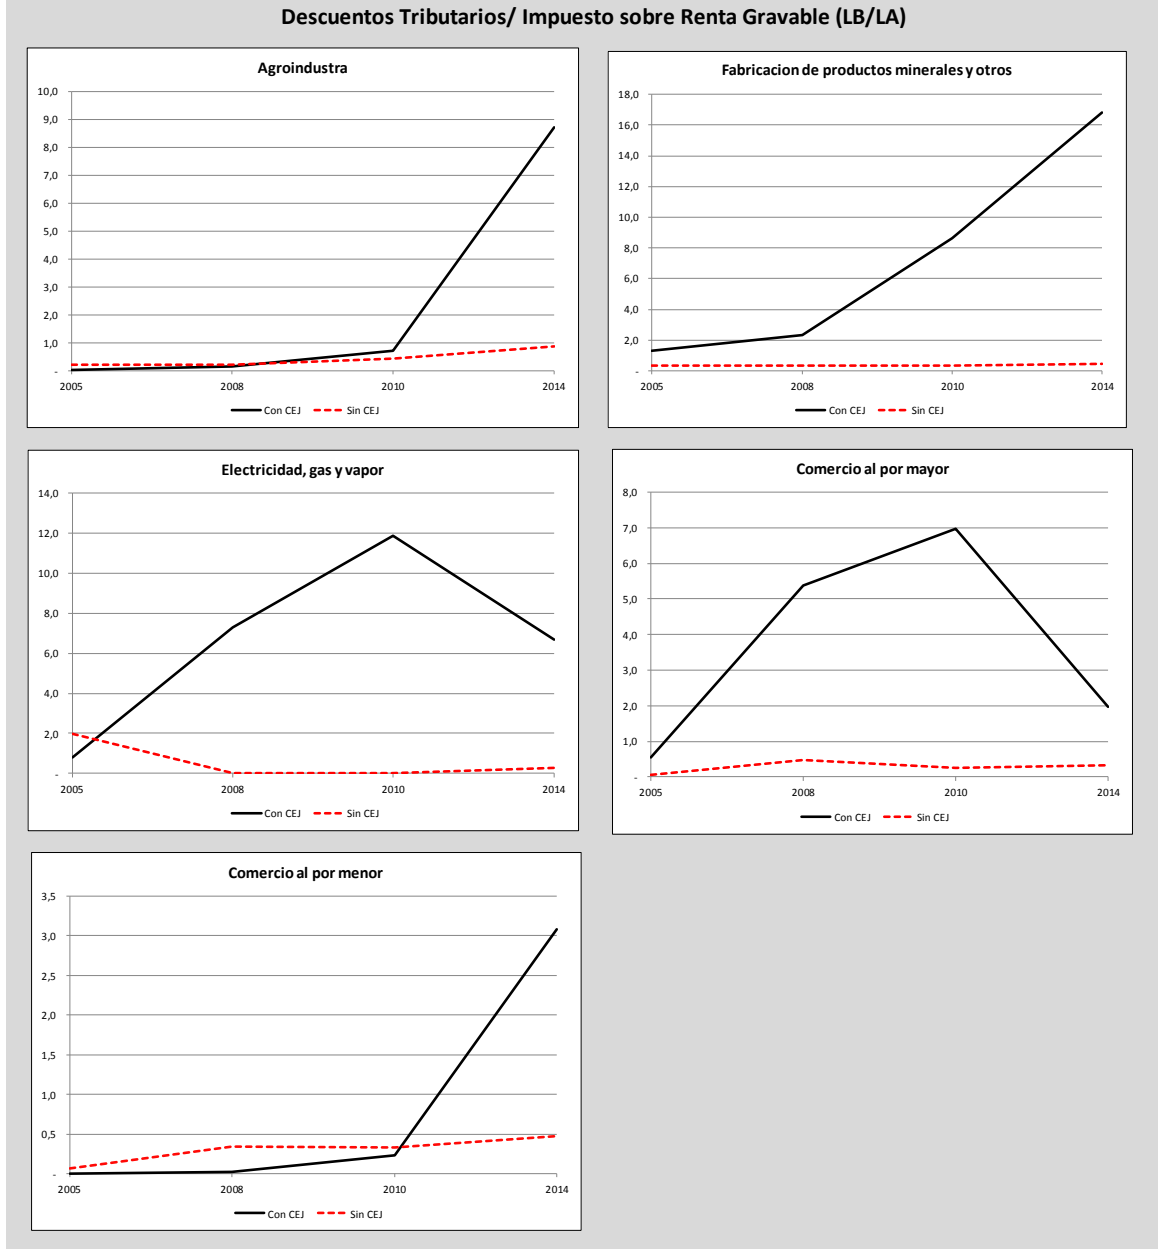 Descuentos Tributarios/ Impuesto sobre Renta Gravable (LB/LA)
Agroindustra
10,0
9,0
8,0
7,0
6,0
5,0
4,0
3,0
2,0
1,0
-
2005 2008 2010 2014
Con CEJ Sin CEJ
Fabricacion de productos minerales y otros
18,0
16,0
14,0
12,0
10,0
8,0
6,0
4,0
2,0
-
2005 2008 2010 2014
Con CEJ Sin CEJ
Electricidad, gas y vapor
14,0
12,0
10,0
8,0
6,0
4,0
2,0
-
2005 2008 2010 2014
Con CEJ Sin CEJ
Comercio al por mayor
8,0
7,0
6,0
5,0
4,0
3,0
2,0
1,0
-
2005 2008 2010 2014
Con CEJ Sin CEJ
Comercio al por menor
3,5
3,0
2,5
2,0
1,5
1,0
0,5
-
2005 2008 2010 2014
Con CEJ Sin CEJ